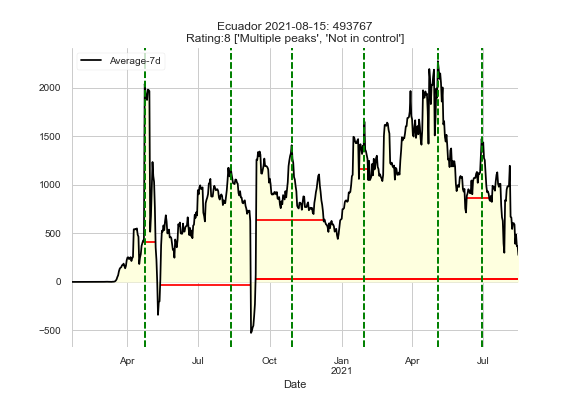 Ecuador 2021-08-15: 493767
Rating:8 ['Multiple peaks', 'Not in control']
Average-7d
2000
1500
1000
500
0
−500
Apr
Jul
Oct
Jan
2021
Apr
Jul
Date